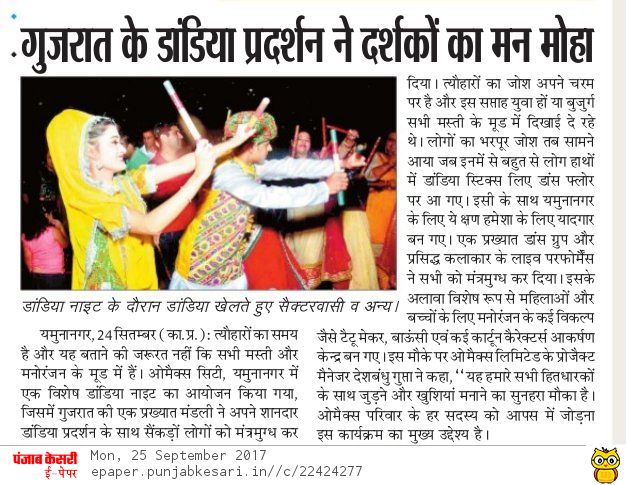 गुजरात के डांडिया प्रदर्शन ने दर्शकों का मन मोहा
डांडिया नाइट के दौरान डांडिया खेलते हुए सैक्टरवासी व अन्य।
यमुनानगर, 24 सितम्बर (का.प्र.): त्यौहारों का समय
है और यह बताने की जरूरत नहीं कि सभी मस्ती और
मनोरंजन के मूड में हैं। ओमैक्स सिटी, यमुनानगर में
एक विशेष डांडिया नाइट का आयोजन किया गया,
जिसमें गुजरात की एक प्रख्यात मंडली ने अपने शानदार
डांडिया प्रदर्शन के साथ सैंकड़ों लोगों को मंत्रमुग्ध कर
दिया। त्यौहारों का जोश अपने चरम
पर है और इस सप्ताह युवा हों या बुजुर्ग
सभी मस्ती के मूड में दिखाई दे रहे
थे। लोगों का भरपूर जोश तब सामने
आया जब इनमें से बहुत से लोग हाथों
में डांडिया स्टिक्स लिए डांस फ्लोर
पर आ गए। इसी के साथ यमुनानगर
के लिए ये क्षण हमेशा के लिए यादगार
बन गए। एक प्रख्यात डांस ग्रुप और
प्रसिद्ध कलाकार के लाइव परफोर्मेंस
ने सभी को मंत्रमुग्ध कर दिया। इसके
अलावा विशेष रूप से महिलाओं और
बच्चों के लिए मनोरंजन के कई विकल्प
जैसे टैटू मेकर, बाऊंसी एवं कई कार्टून कैरेक्टर्स आकर्षण
केन्द्र बन गए। इस मौके पर ओमैक्स लिमिटेड के प्रोजैक्ट
मैनेजर देशबंधु गुप्ता ने कहा, ‘‘यह हमारे सभी हितधारकों
के साथ जुड़ने और खुशियां मनाने का सुनहरा मौका है।
ओमैक्स परिवार के हर सदस्य को आपस में जोड़ना
इस कार्यक्रम का मुख्य उद्देश्य है।
पंजाब केसरी
ई-पेपर
Mon, 25 September 2017
epaper.punjabkesari.in//c/22424277